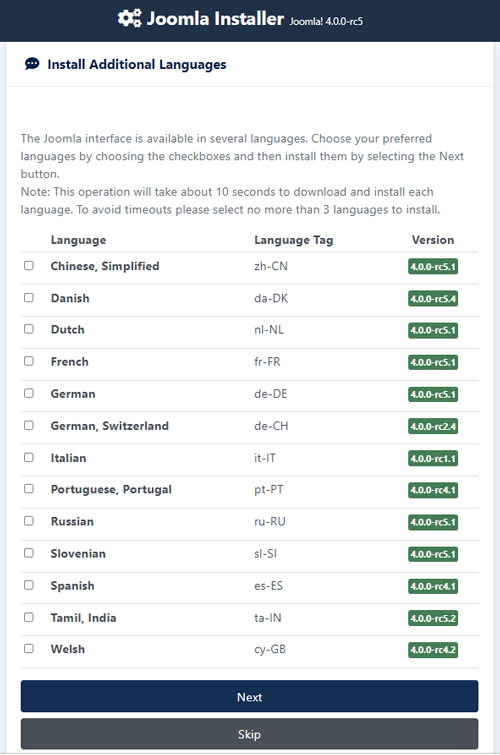 Joomla Installer Joomla! 4.0.0-rc5
Install Additional Languages
The Joomla interface is available in several languages. Choose your preferred
languages by choosing the checkboxes and then install them by selecting the Next
button.
Note: This operation will take about 10 seconds to download and install each
language. To avoid timeouts please select no more than 3 languages to install.
Language Language Tag Version
Chinese, Simplified zh-CN 4.0.0-rc5.1
Danish da-DK 4.0.0-rc5.4
Dutch nl-NL 4.0.0-rc5.1
French fr-FR 4.0.0-rc5.1
German de-DE 4.0.0-rc5.1
German, Switzerland de-CH 4.0.0-rc2.4
Italian it-IT 4.0.0-rc1.1
Portuguese, Portugal pt-PT 4.0.0-rc4.1
Russian ru-RU 4.0.0-rc5.1
Slovenian sl-SI 4.0.0-rc5.1
Spanish es-ES 4.0.0-rc4.1
Tamil, India ta-IN 4.0.0-rc5.2
Welsh cy-GB 4.0.0-rc4.2
Next
Skip